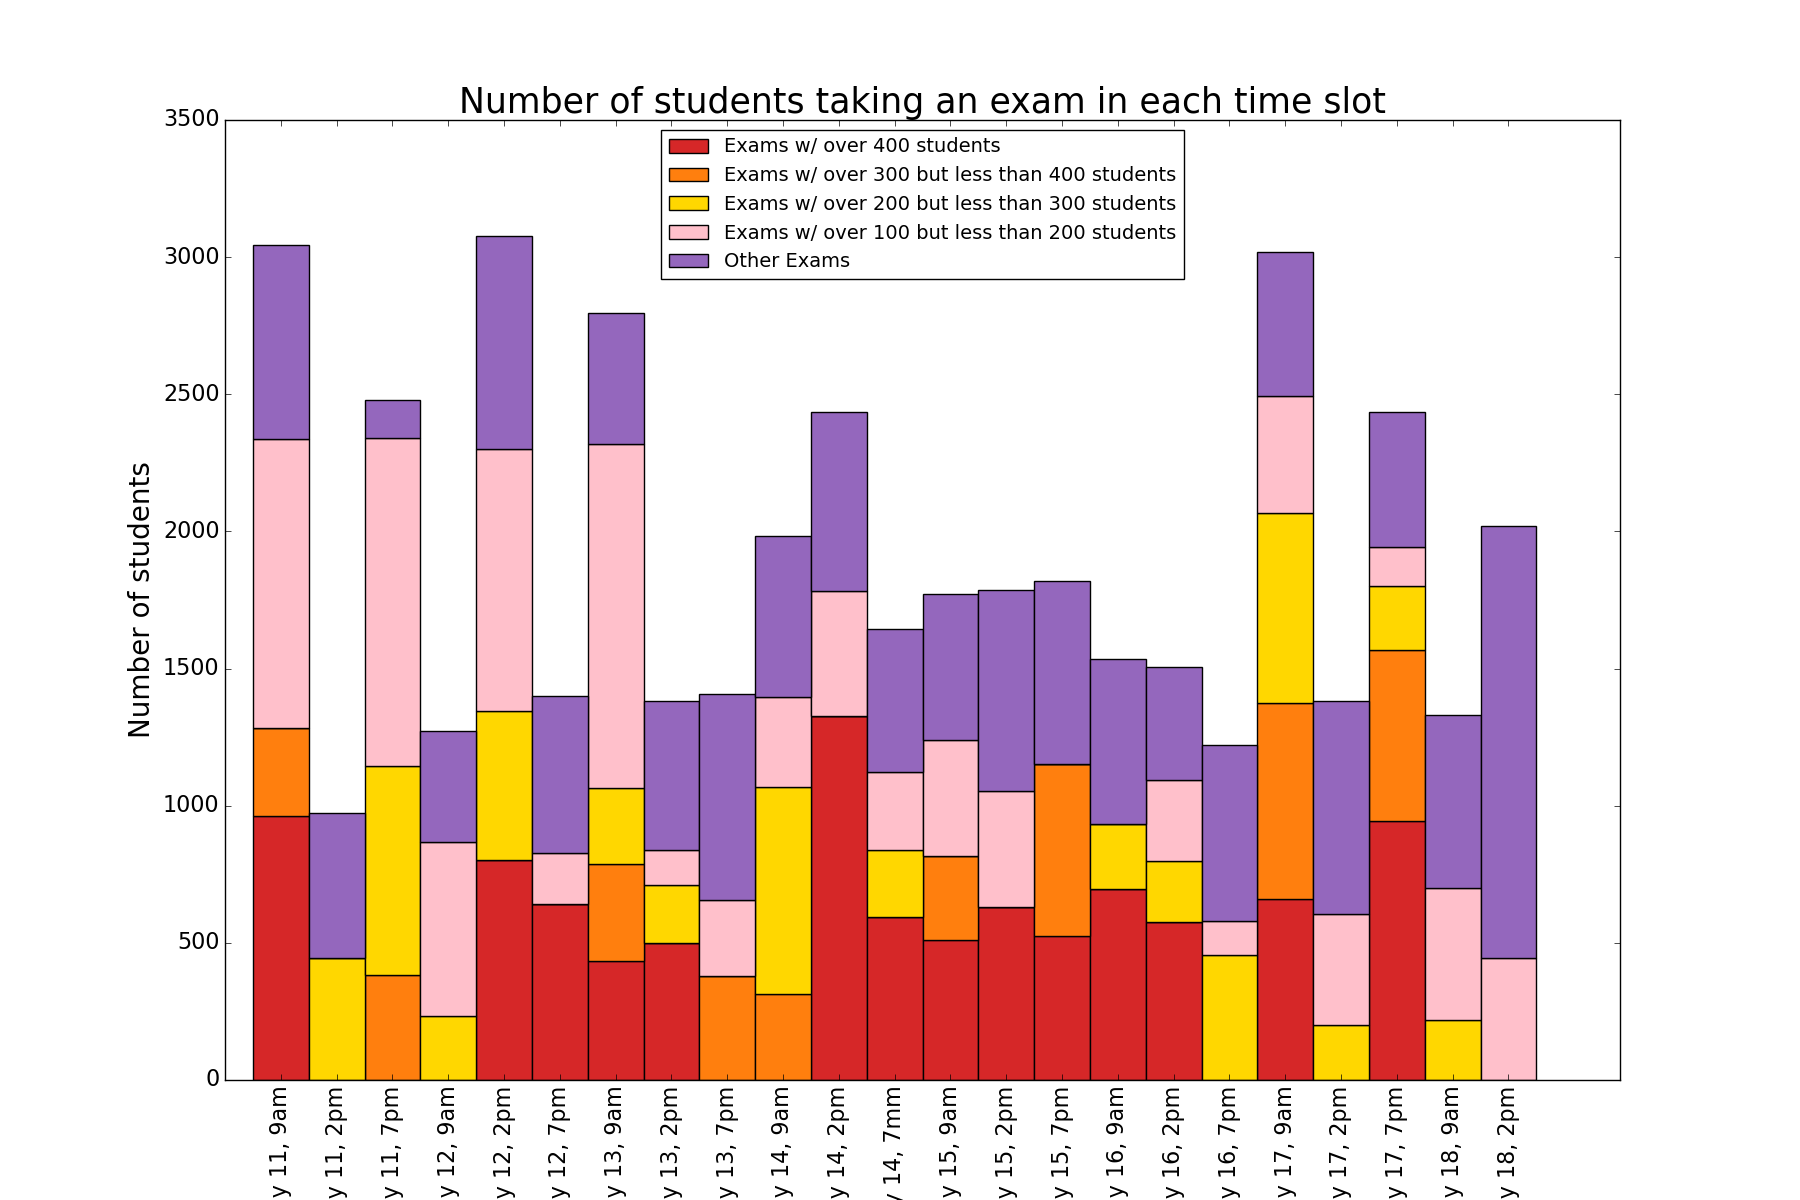 Number of students taking an exam in each time slot
Exams w/ over 400 students
Exams w/ over 300 but less than 400 students
Exams w/ over 200 but less than 300 students
Exams w/ over 100 but less than 200 students
Other Exams
Number of students
3500
3000
2500
2000
1500
1000
500
0
y 11, 9am
y 11, 2pm
y 11, 7pm
y 12, 9am
y 12, 2pm
y 12, 7pm
y 13, 9am
y 13, 2pm
y 13, 7pm
y 14, 9am
y 14, 2pm
y 14, 7mm
y 15, 9am
y 15, 2pm
y 15, 7pm
y 16, 9am
y 16, 2pm
y 16, 7pm
y 17, 9am
y 17, 2pm
y 17, 7pm
y 18, 9am
y 18, 2pm